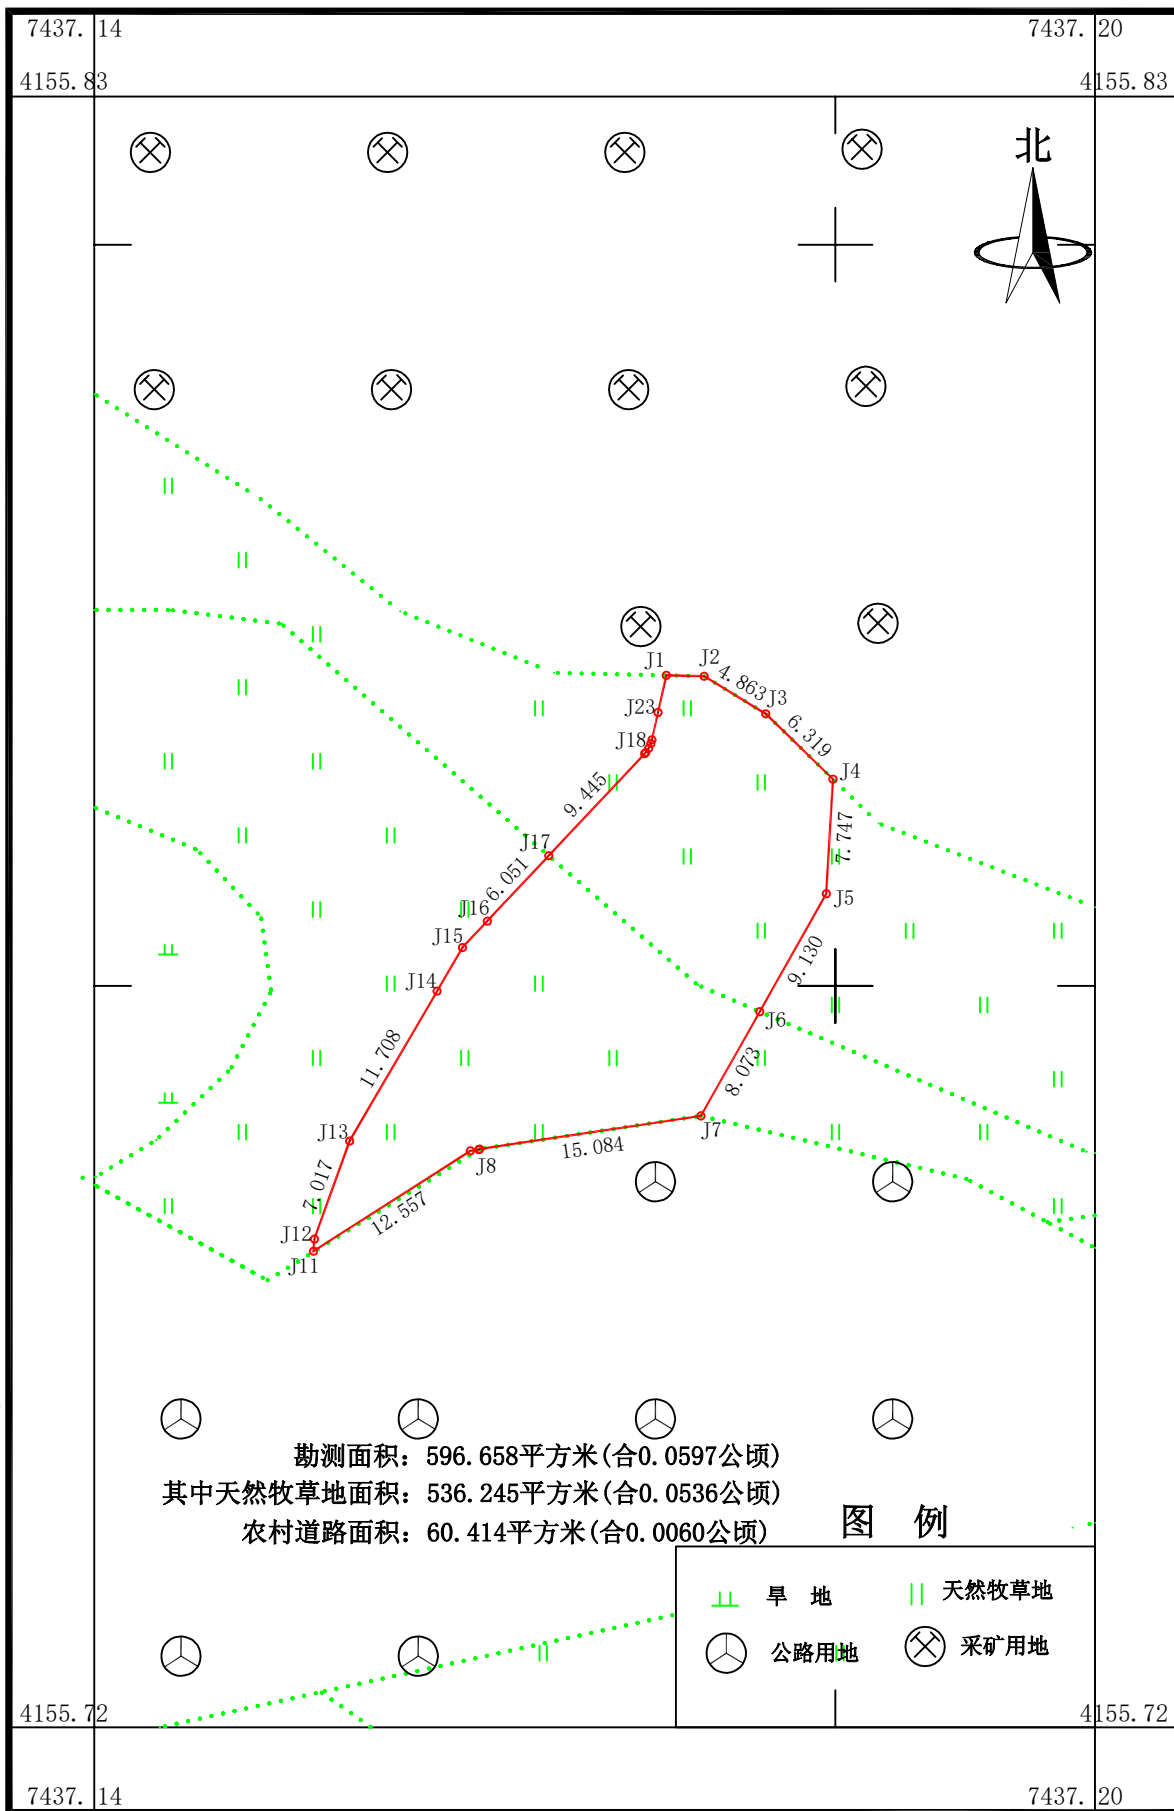 7437. 14
7437. 20
4155.83
4155.83
北
J1
J2
4.863
J3
J23
6.319
J18
J4
9.445
7.747
J17
6.051
J5
J16
J15
9.130
J14
J6
11.708
8.073
J13
J7
15.084
J8
7.017
12.557
J12
J11
勘测面积：596.658平方米(合0.0597公顷)
其中天然牧草地面积：536.245平方米(合0.0536公顷)
农村道路面积：60.414平方米(合0.0060公顷)
图 例
旱 地
天然牧草地
公路用地
采矿用地
4155.72
4155.72
7437. 14
7437. 20